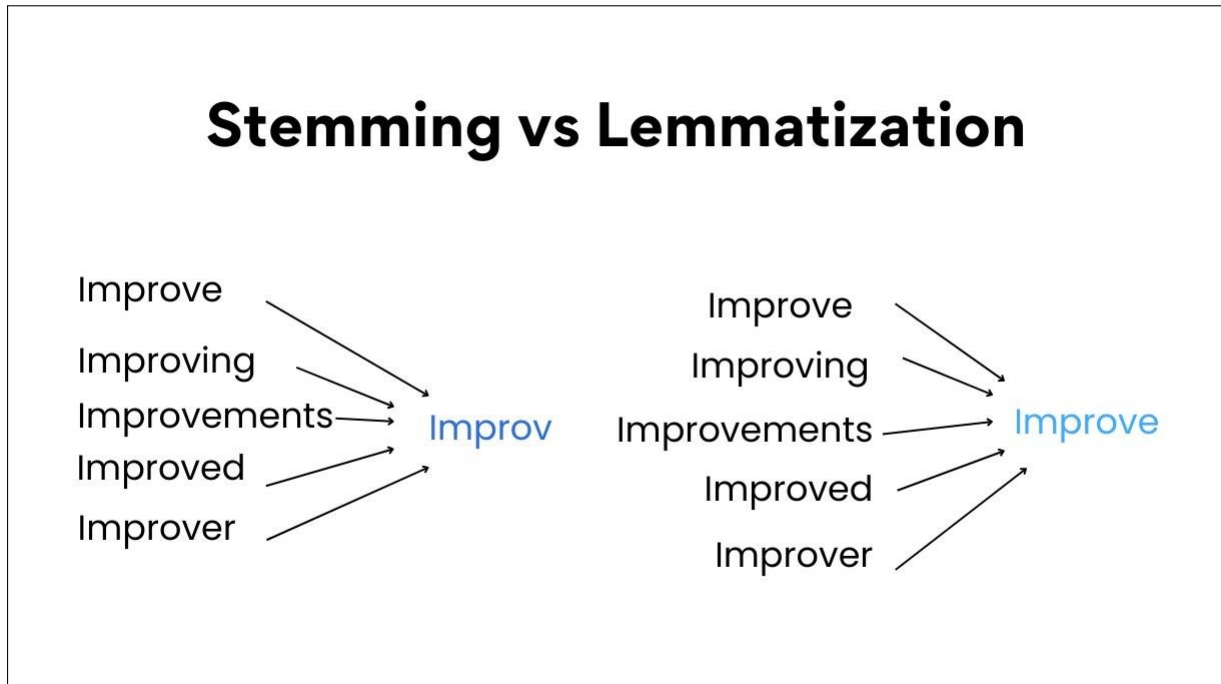 Stemming vs Lemmatization
Improve
Improving
Improvements
Improved
Improver
Improv
Improve
Improving
Improvements
Improved
Improver
Improve